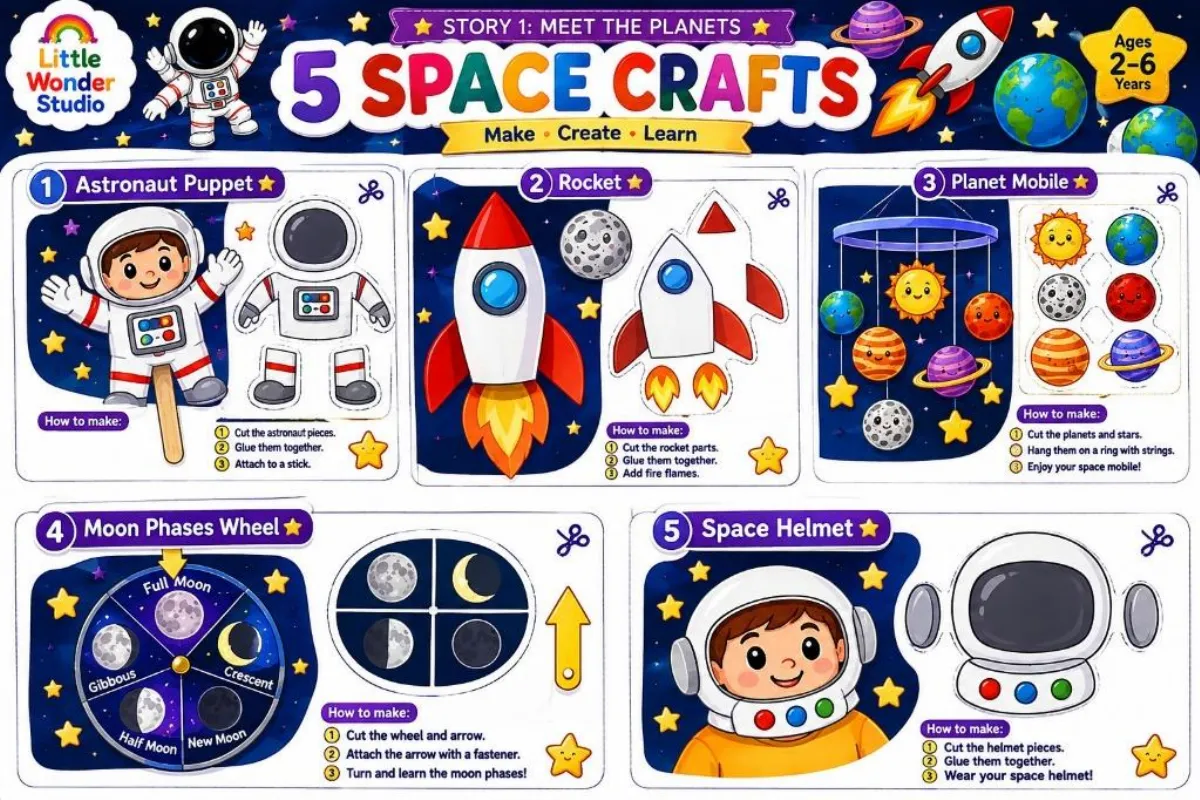 Little
Wonder
Studio
STORY 1: MEET THE PLANETS
5 SPACE CRAFTS
Make • Create • Learn
Ages
2-6
Years
1 Astronaut Puppet
How to make:
1 Cut the astronaut pieces.
2 Glue them together.
3 Attach to a stick.
2 Rocket
How to make:
1 Cut the rocket parts.
2 Glue them together.
3 Add fire flames.
3 Planet Mobile
How to make:
1 Cut the planets and stars.
2 Hang them on a ring with strings.
3 Enjoy your space mobile!
4 Moon Phases Wheel
Full Moon
Gibbous
Crescent
Half Moon
New Moon
How to make:
1 Cut the wheel and arrow.
2 Attach the arrow with a fastener.
3 Turn and learn the moon phases!
5 Space Helmet
How to make:
1 Cut the helmet pieces.
2 Glue them together.
3 Wear your space helmet!